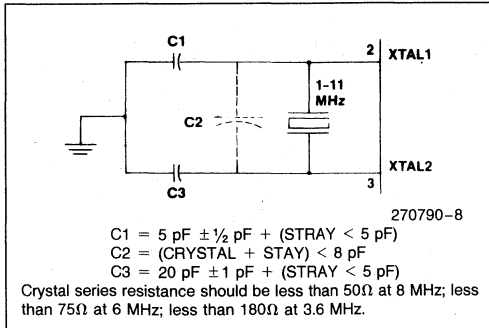 C1
2
XTAL1
1-11
MHz
C2
XTAL2
3
C3
270790-8
C1 = 5 pF ±½ pF + (STRAY < 5 pF)
C2 = (CRYSTAL + STAY) < 8 pF
C3 = 20 pF ±1 pF + (STRAY < 5 pF)
Crystal series resistance should be less than 50Ω at 8 MHz; less
than 75Ω at 6 MHz; less than 180Ω at 3.6 MHz.